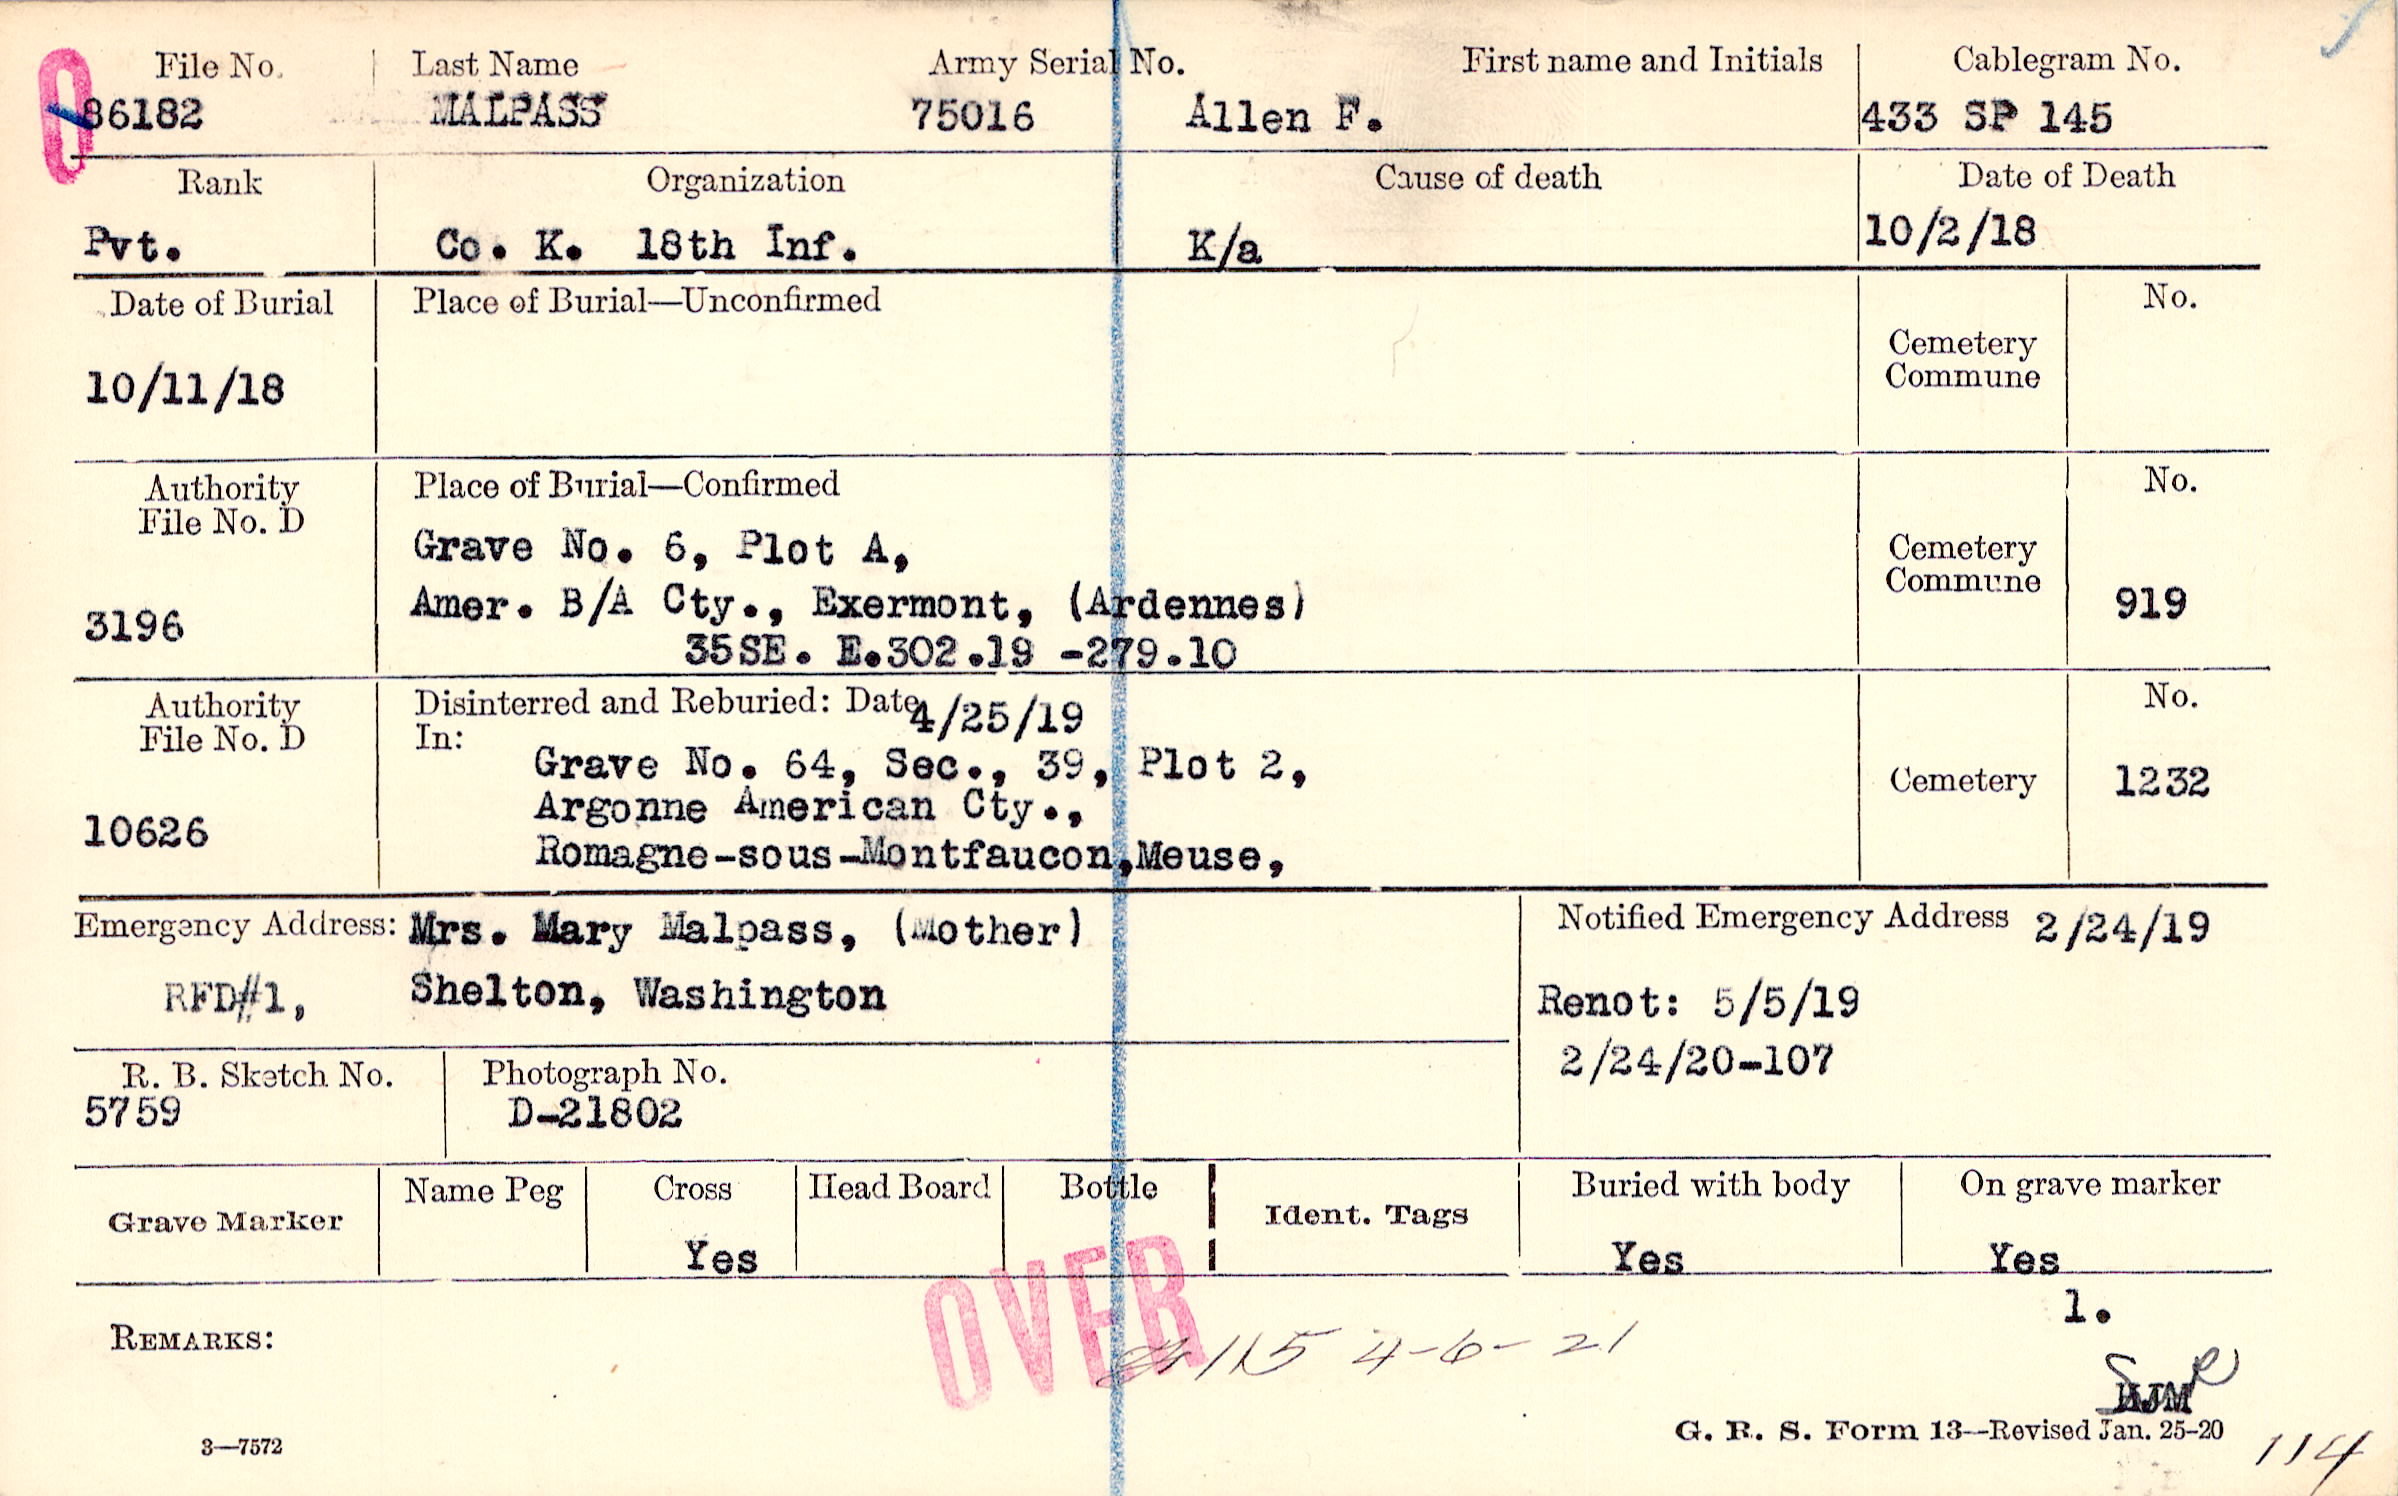 File No. Last Name Army Serial No. First name and Initials Cablegram No.
86182 MALPASS 75016 Allen F. 433 SP 145
Rank Organization Cause of death Date of Death
Pvt. Co. K. 18th Inf. K/a 10/2/18
Date of Burial Place of Burial—Unconfirmed No.
Cemetery
Commune
10/11/18
Authority Place of Burial—Confirmed No.
File No. D
Grave No. 6, Plot A, Cemetery
Commune
3196 Amer. B/A Cty., Exermont, (Ardennes) 919
35SE. E.302.19 -279.10
Authority Disinterred and Reburied: Date 4/25/19 No.
File No. D In:
Grave No. 64, Sec., 39, Plot 2, Cemetery 1232
10626 Argonne American Cty.,
Romagne-sous-Montfaucon,Meuse,
Emergency Address: Mrs. Mary Malpass, (Mother) Notified Emergency Address 2/24/19
RFD#1, Shelton, Washington Renot: 5/5/19
2/24/20-107
R. B. Sketch No. Photograph No.
5759 D-21802
Grave Marker Name Peg Cross Head Board Bottle Ident. Tags Buried with body On grave marker
Yes Yes Yes
1.
OVER
REMARKS: 4-6-21
HJM
3—7572 G. R. S. Form 13—Revised Jan. 25-20 114